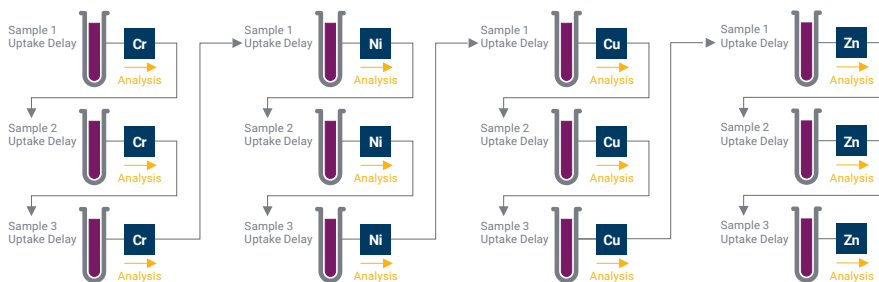 Sample 1
Uptake Delay
Cr
Analysis
Sample 2
Uptake Delay
Cr
Analysis
Sample 3
Uptake Delay
Cr
Analysis
Sample 1
Uptake Delay
Ni
Analysis
Sample 2
Uptake Delay
Ni
Analysis
Sample 3
Uptake Delay
Ni
Analysis
Sample 1
Uptake Delay
Cu
Analysis
Sample 2
Uptake Delay
Cu
Analysis
Sample 3
Uptake Delay
Cu
Analysis
Sample 1
Uptake Delay
Zn
Analysis
Sample 2
Uptake Delay
Zn
Analysis
Sample 3
Uptake Delay
Zn
Analysis